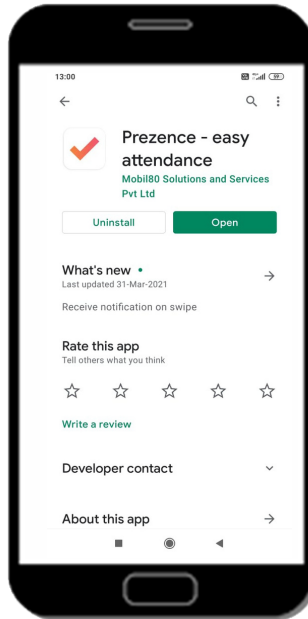 13:00
59
Prezence - easy
attendance
Mobil80 Solutions and Services
Pvt Ltd
Uninstall
Open
What's new •
Last updated 31-Mar-2021
Receive notification on swipe
Rate this app
Tell others what you think
Write a review
Developer contact
About this app